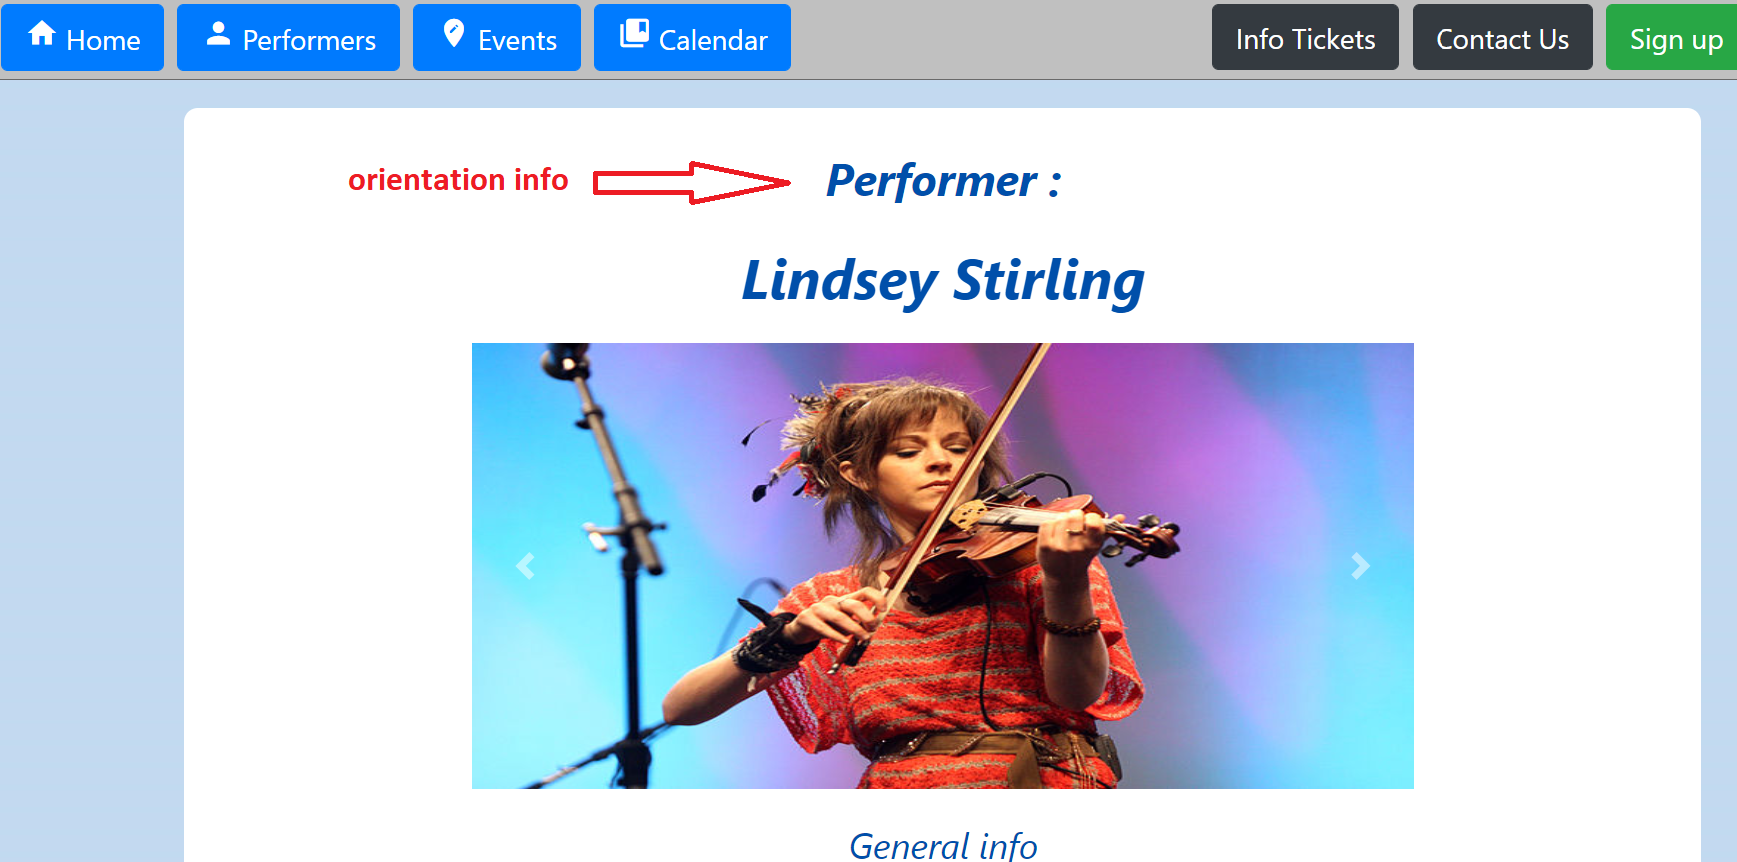 Home Performers Events Calendar Info Tickets Contact Us Sign up
orientation info Performer :
Lindsey Stirling
General info